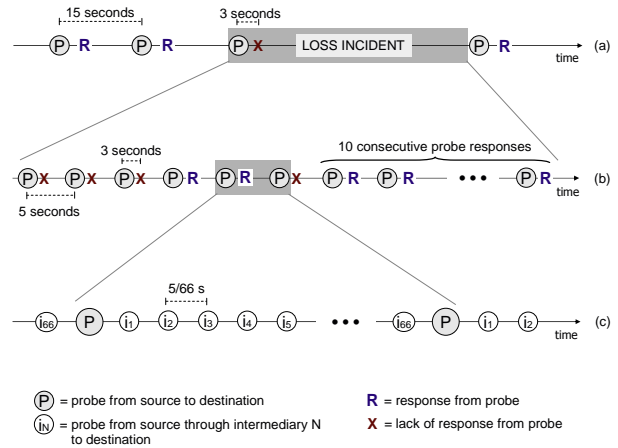 15 seconds 3 seconds
P R P R P X LOSS INCIDENT P R time (a)
3 seconds 10 consecutive probe responses
P X P X P X P R P R P X P R P R ••• P R time (b)
5 seconds
5/66 s
i66 P i1 i2 i3 i4 i5 ••• i66 P i1 i2 time (c)
P = probe from source to destination R = response from probe
iN = probe from source through intermediary N X = lack of response from probe
to destination